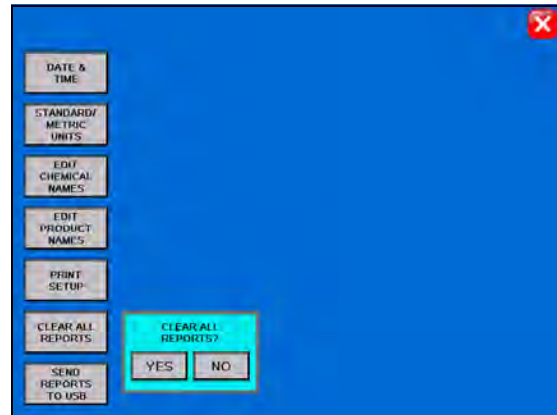 DATE &
TIME
STANDARD/
METRIC
UNITS
EDIT
CHEMICAL
NAMES
EDIT
PRODUCT
NAMES
PRINT
SETUP
CLEAR ALL
REPORTS
CLEAR ALL
REPORTS?
YES NO
SEND
REPORTS
TO USB